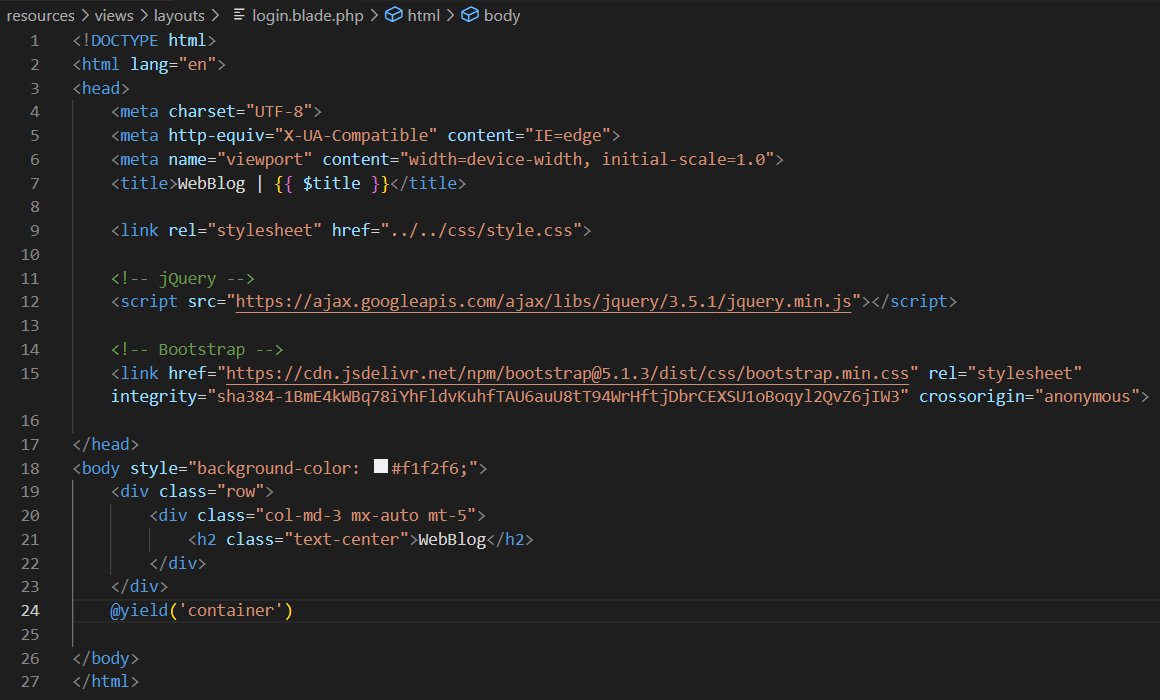 resources > views > layouts > login.blade.php > html > body
1 <!DOCTYPE html>
2 <html lang="en">
3 <head>
4 <meta charset="UTF-8">
5 <meta http-equiv="X-UA-Compatible" content="IE=edge">
6 <meta name="viewport" content="width=device-width, initial-scale=1.0">
7 <title>WebBlog | {{ $title }}</title>
8
9 <link rel="stylesheet" href="../../css/style.css">
10
11 <!-- jQuery -->
12 <script src="https://ajax.googleapis.com/ajax/libs/jquery/3.5.1/jquery.min.js"></script>
13
14 <!-- Bootstrap -->
15 <link href="https://cdn.jsdelivr.net/npm/bootstrap@5.1.3/dist/css/bootstrap.min.css" rel="stylesheet"
integrity="sha384-1BmE4kWBq78iYhFldvKuhfTAU6auU8tT94WrHftjDbrCEXSU1oBoqyl2QvZ6jIW3" crossorigin="anonymous">
16
17 </head>
18 <body style="background-color: #f1f2f6;">
19 <div class="row">
20 <div class="col-md-3 mx-auto mt-5">
21 <h2 class="text-center">WebBlog</h2>
22 </div>
23 </div>
24 @yield('container')
25
26 </body>
27 </html>